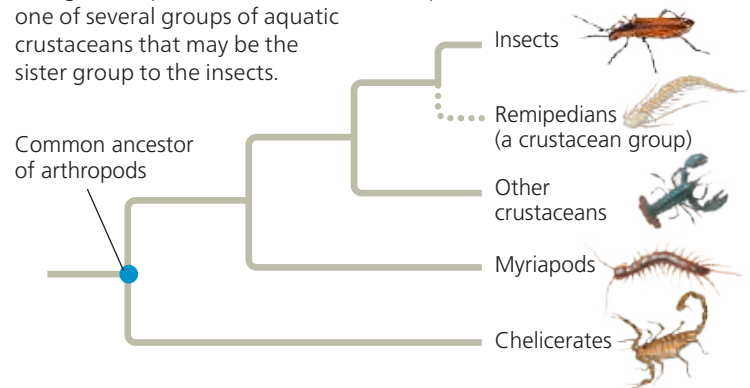 one of several groups of aquatic
crustaceans that may be the
sister group to the insects.
Common ancestor
of arthropods
Insects
Remipedians
(a crustacean group)
Other
crustaceans
Myriapods
Chelicerates